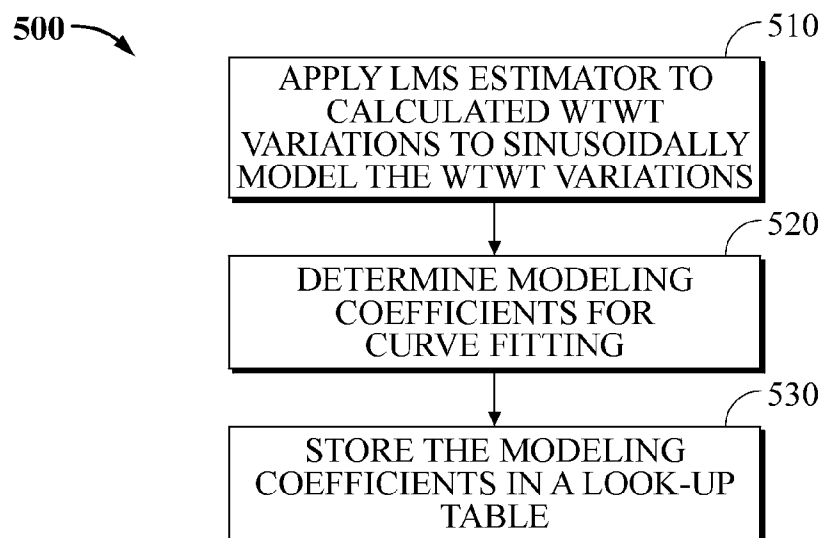 500
510
APPLY LMS ESTIMATOR TO
CALCULATED WTWT
VARIATIONS TO SINUSOIDALLY
MODEL THE WTWT VARIATIONS
520
DETERMINE MODELING
COEFFICIENTS FOR
CURVE FITTING
530
STORE THE MODELING
COEFFICIENTS IN A LOOK-UP
TABLE